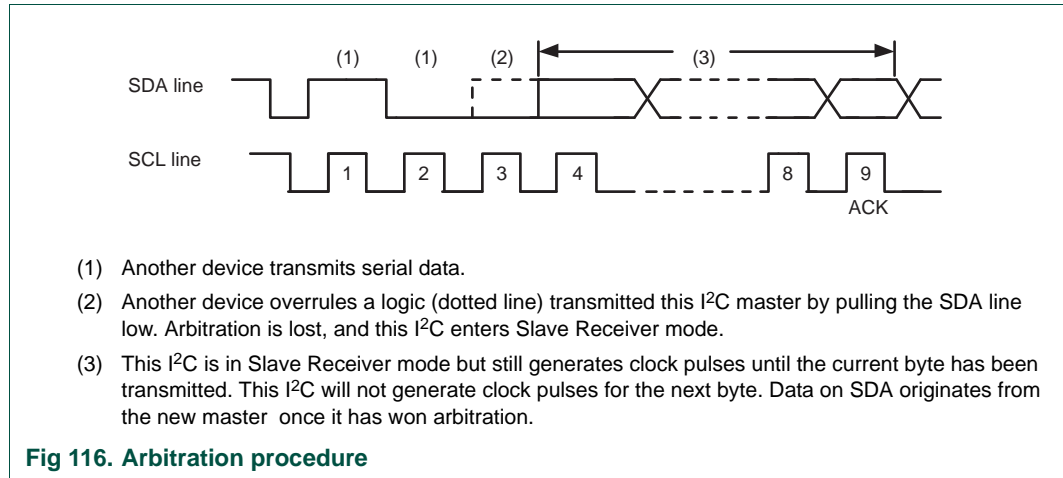 (1) (1) (2) (3)
SDA line
SCL line
1 2 3 4 8 9
ACK
(1) Another device transmits serial data.
(2) Another device overrules a logic (dotted line) transmitted this I2C master by pulling the SDA line
low. Arbitration is lost, and this I2C enters Slave Receiver mode.
(3) This I2C is in Slave Receiver mode but still generates clock pulses until the current byte has been
transmitted. This I2C will not generate clock pulses for the next byte. Data on SDA originates from
the new master once it has won arbitration.
Fig 116. Arbitration procedure